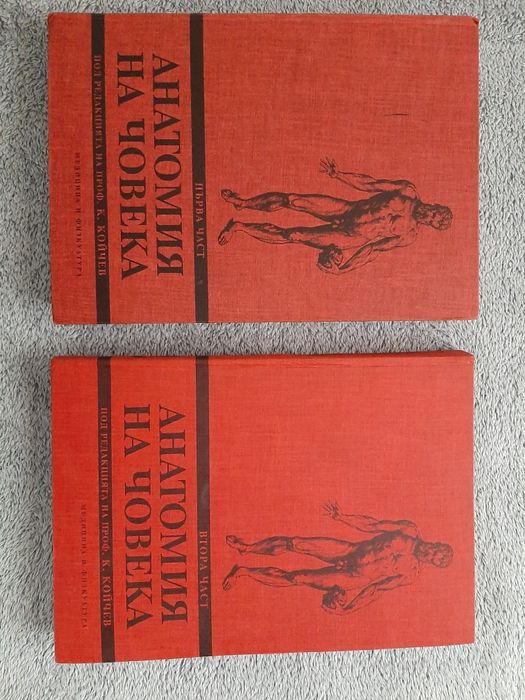 ПЪРВА ЧАСТ
АНАТОМИЯ
НА ЧОВЕКА
ПОД РЕДАКЦИЯТА НА ПРОФ. К. КОЙЧЕВ
МЕДИЦИНА И ФИЗКУЛТУРА
ВТОРА ЧАСТ
АНАТОМИЯ
НА ЧОВЕКА
ПОД РЕДАКЦИЯТА НА ПРОФ. К. КОЙЧЕВ
МЕДИЦИНА И ФИЗКУЛТУРА